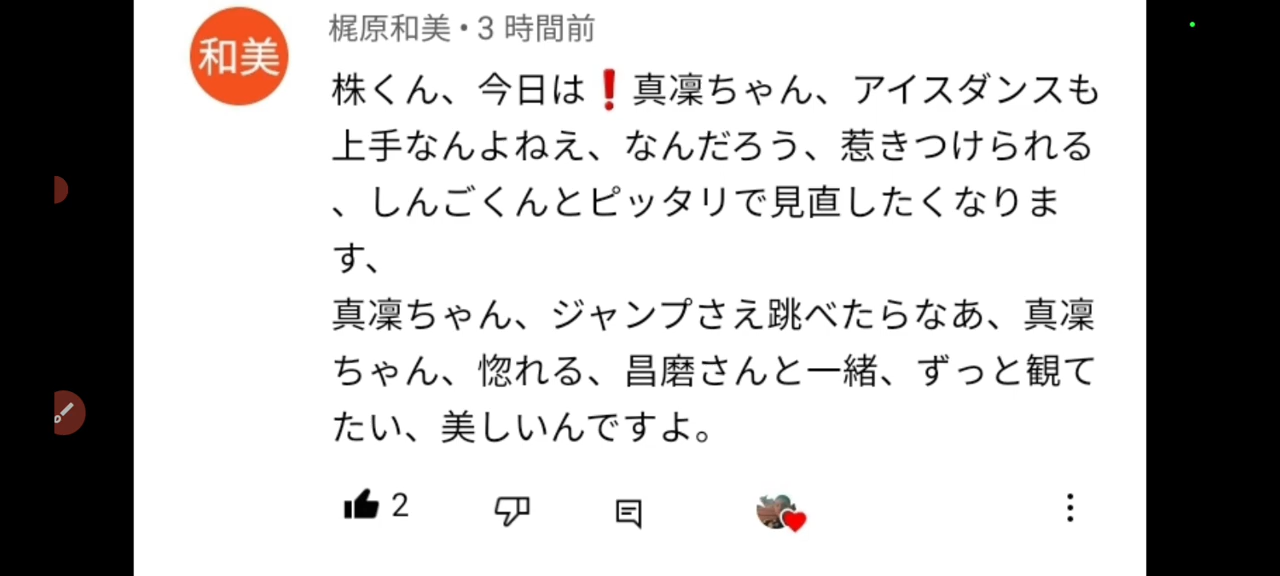 和美
梶原和美 • 3 時間前
株くん、今日は❗真凜ちゃん、アイスダンスも
上手なんよねえ、なんだろう、惹きつけられる
、しんごくんとピッタリで見直したくなりま
す、
真凜ちゃん、ジャンプさえ跳べたらなあ、真凜
ちゃん、惚れる、昌磨さんと一緒、ずっと観て
たい、美しいんですよ。
2